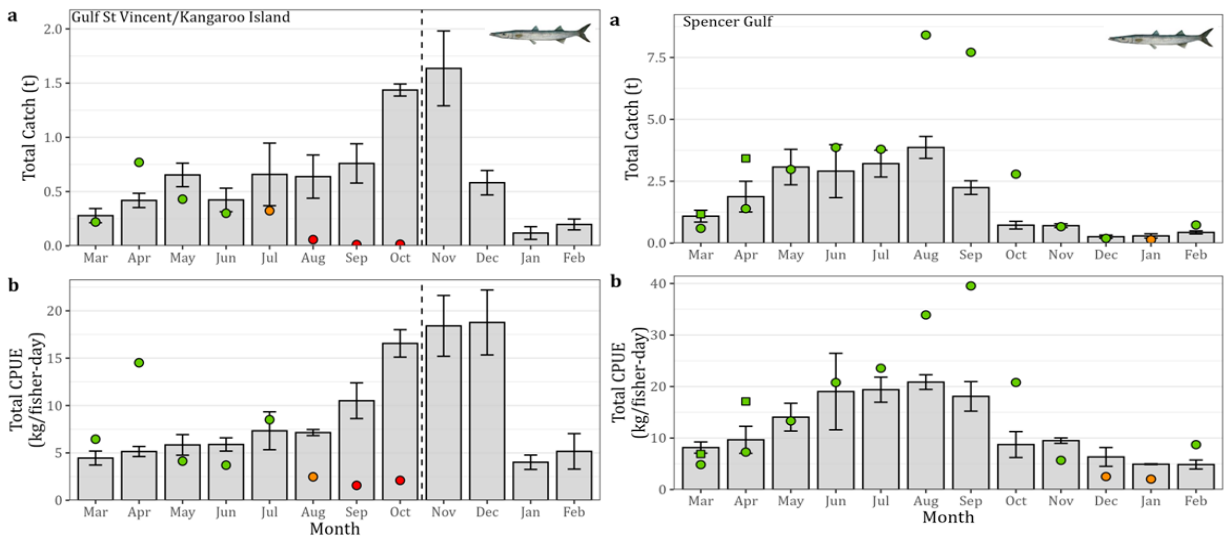 a
Gulf St Vincent/Kangaroo Island
Total Catch (t)
2.0
1.5
1.0
0.5
0.0
Mar Apr May Jun Jul Aug Sep Oct Nov Dec Jan Feb
b
Total CPUE
(kg/fisher-day)
20
15
10
5
0
Mar Apr May Jun Jul Aug Sep Oct Nov Dec Jan Feb
Month
a
Spencer Gulf
Total Catch (t)
7.5
5.0
2.5
0.0
Mar Apr May Jun Jul Aug Sep Oct Nov Dec Jan Feb
b
Total CPUE
(kg/fisher-day)
40
30
20
10
0
Mar Apr May Jun Jul Aug Sep Oct Nov Dec Jan Feb
Month